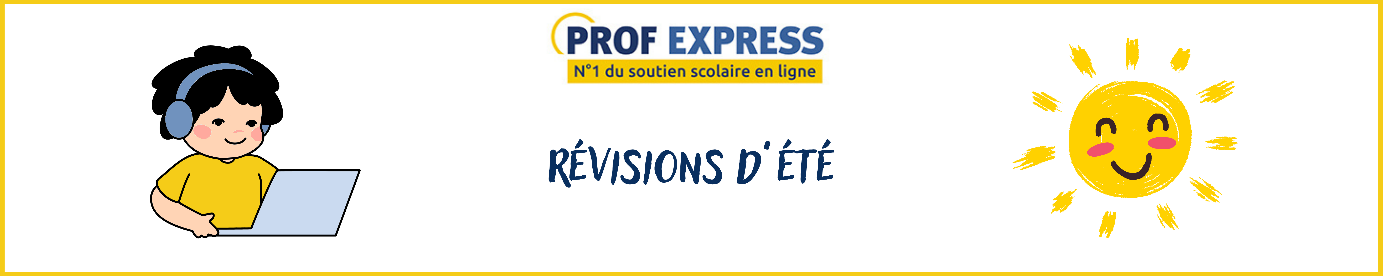 PROF EXPRESS
N°1 du soutien scolaire en ligne
RÉVISIONS D'ÉTÉ